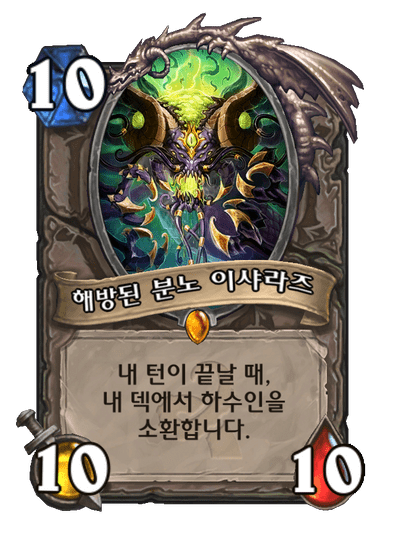 10
해방된 분노 이샤라즈
내 턴이 끝날 때,
내 덱에서 하수인을
소환합니다.
10
10